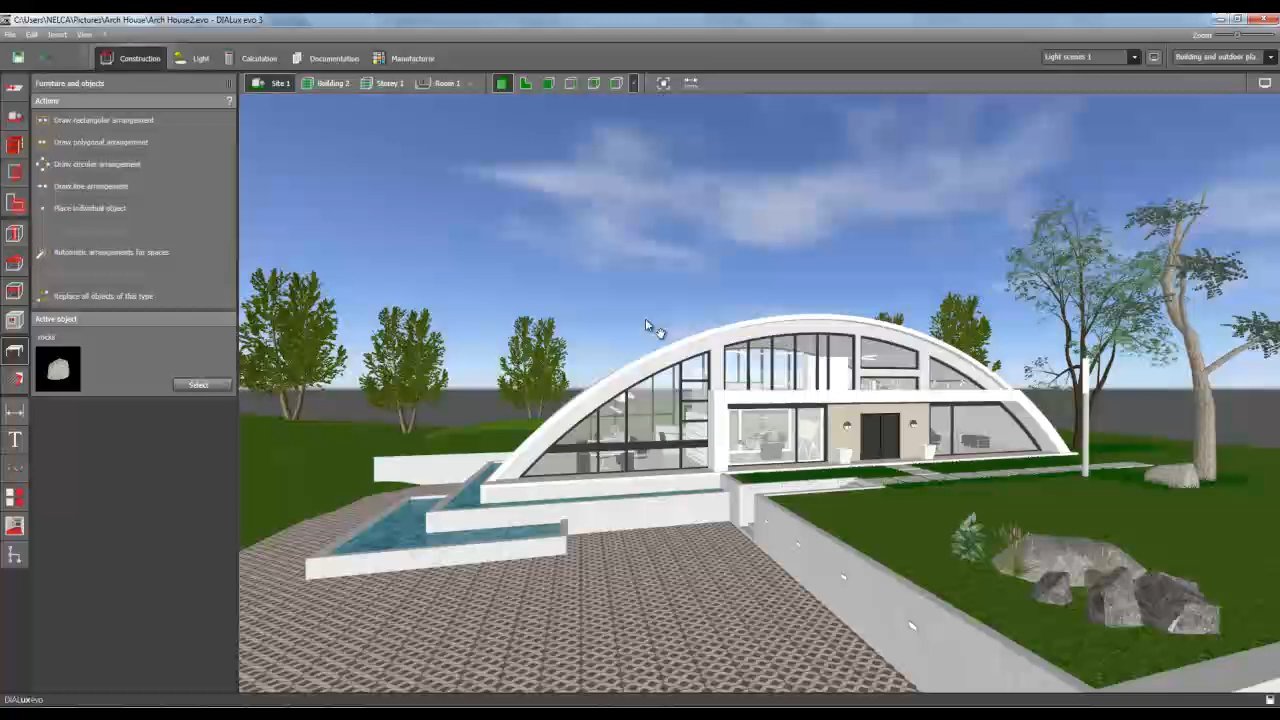 C:\Users\NELCA\Pictures\Arch House\Arch House2.evo - DIALux evo 3
File Edit Insert View
Zoom
Construction Light Calculation Documentation Manufacturer
Light scenes 1
Building and outdoor pla
Furniture and objects
Site 1 Building 2 Storey 1 Room 1
Actions ?
Draw rectangular arrangement
Draw polygonal arrangement
Draw circular arrangement
Draw line arrangement
Place individual object
Automatic arrangements for spaces
Replace all objects of this type
Active object
rocks
Select
T
DIALux evo